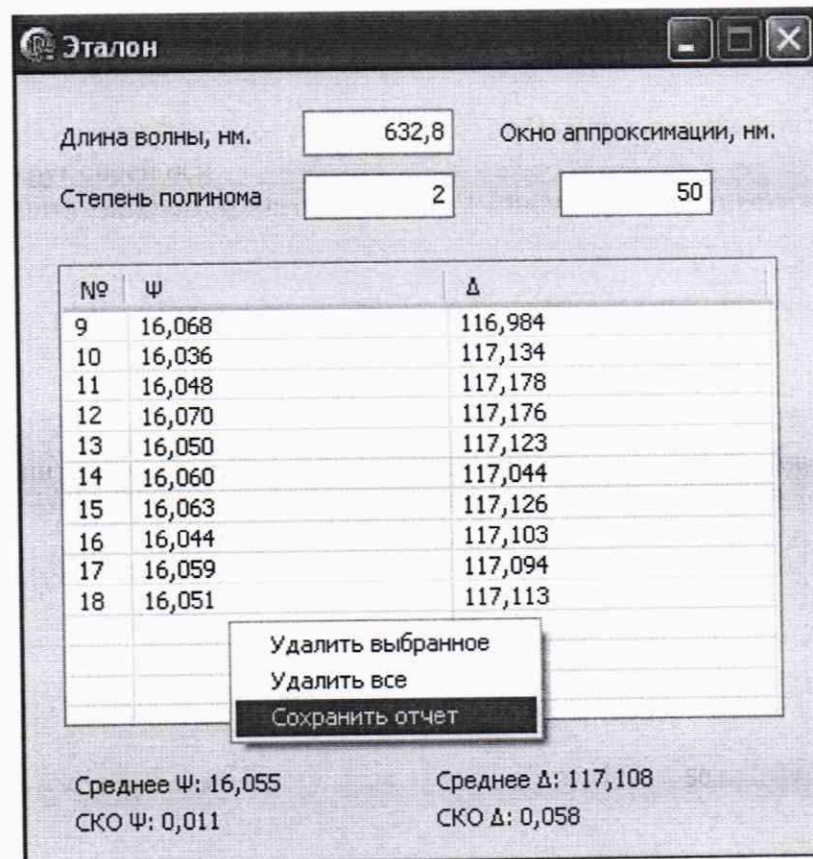 Эталон
Длина волны, нм. 632,8 Окно аппроксимации, нм.
Степень полинома 2 50
№ Ψ Δ
9 16,068 116,984
10 16,036 117,134
11 16,048 117,178
12 16,070 117,176
13 16,050 117,123
14 16,060 117,044
15 16,063 117,126
16 16,044 117,103
17 16,059 117,094
18 16,051 117,113
Удалить выбранное
Удалить все
Сохранить отчет
Среднее Ψ: 16,055 Среднее Δ: 117,108
СКО Ψ: 0,011 СКО Δ: 0,058